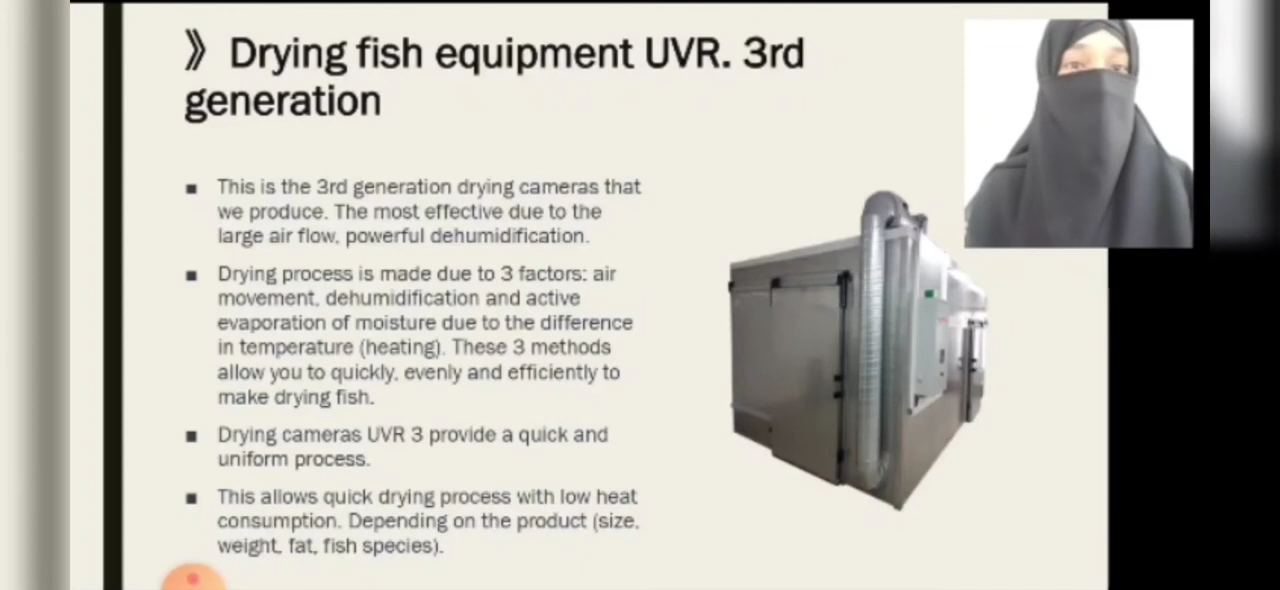 》 Drying fish equipment UVR. 3rd
generation
▪ This is the 3rd generation drying cameras that
we produce. The most effective due to the
large air flow, powerful dehumidification.
▪ Drying process is made due to 3 factors: air
movement, dehumidification and active
evaporation of moisture due to the difference
in temperature (heating). These 3 methods
allow you to quickly, evenly and efficiently to
make drying fish.
▪ Drying cameras UVR 3 provide a quick and
uniform process.
▪ This allows quick drying process with low heat
consumption. Depending on the product (size,
weight, fat, fish species).